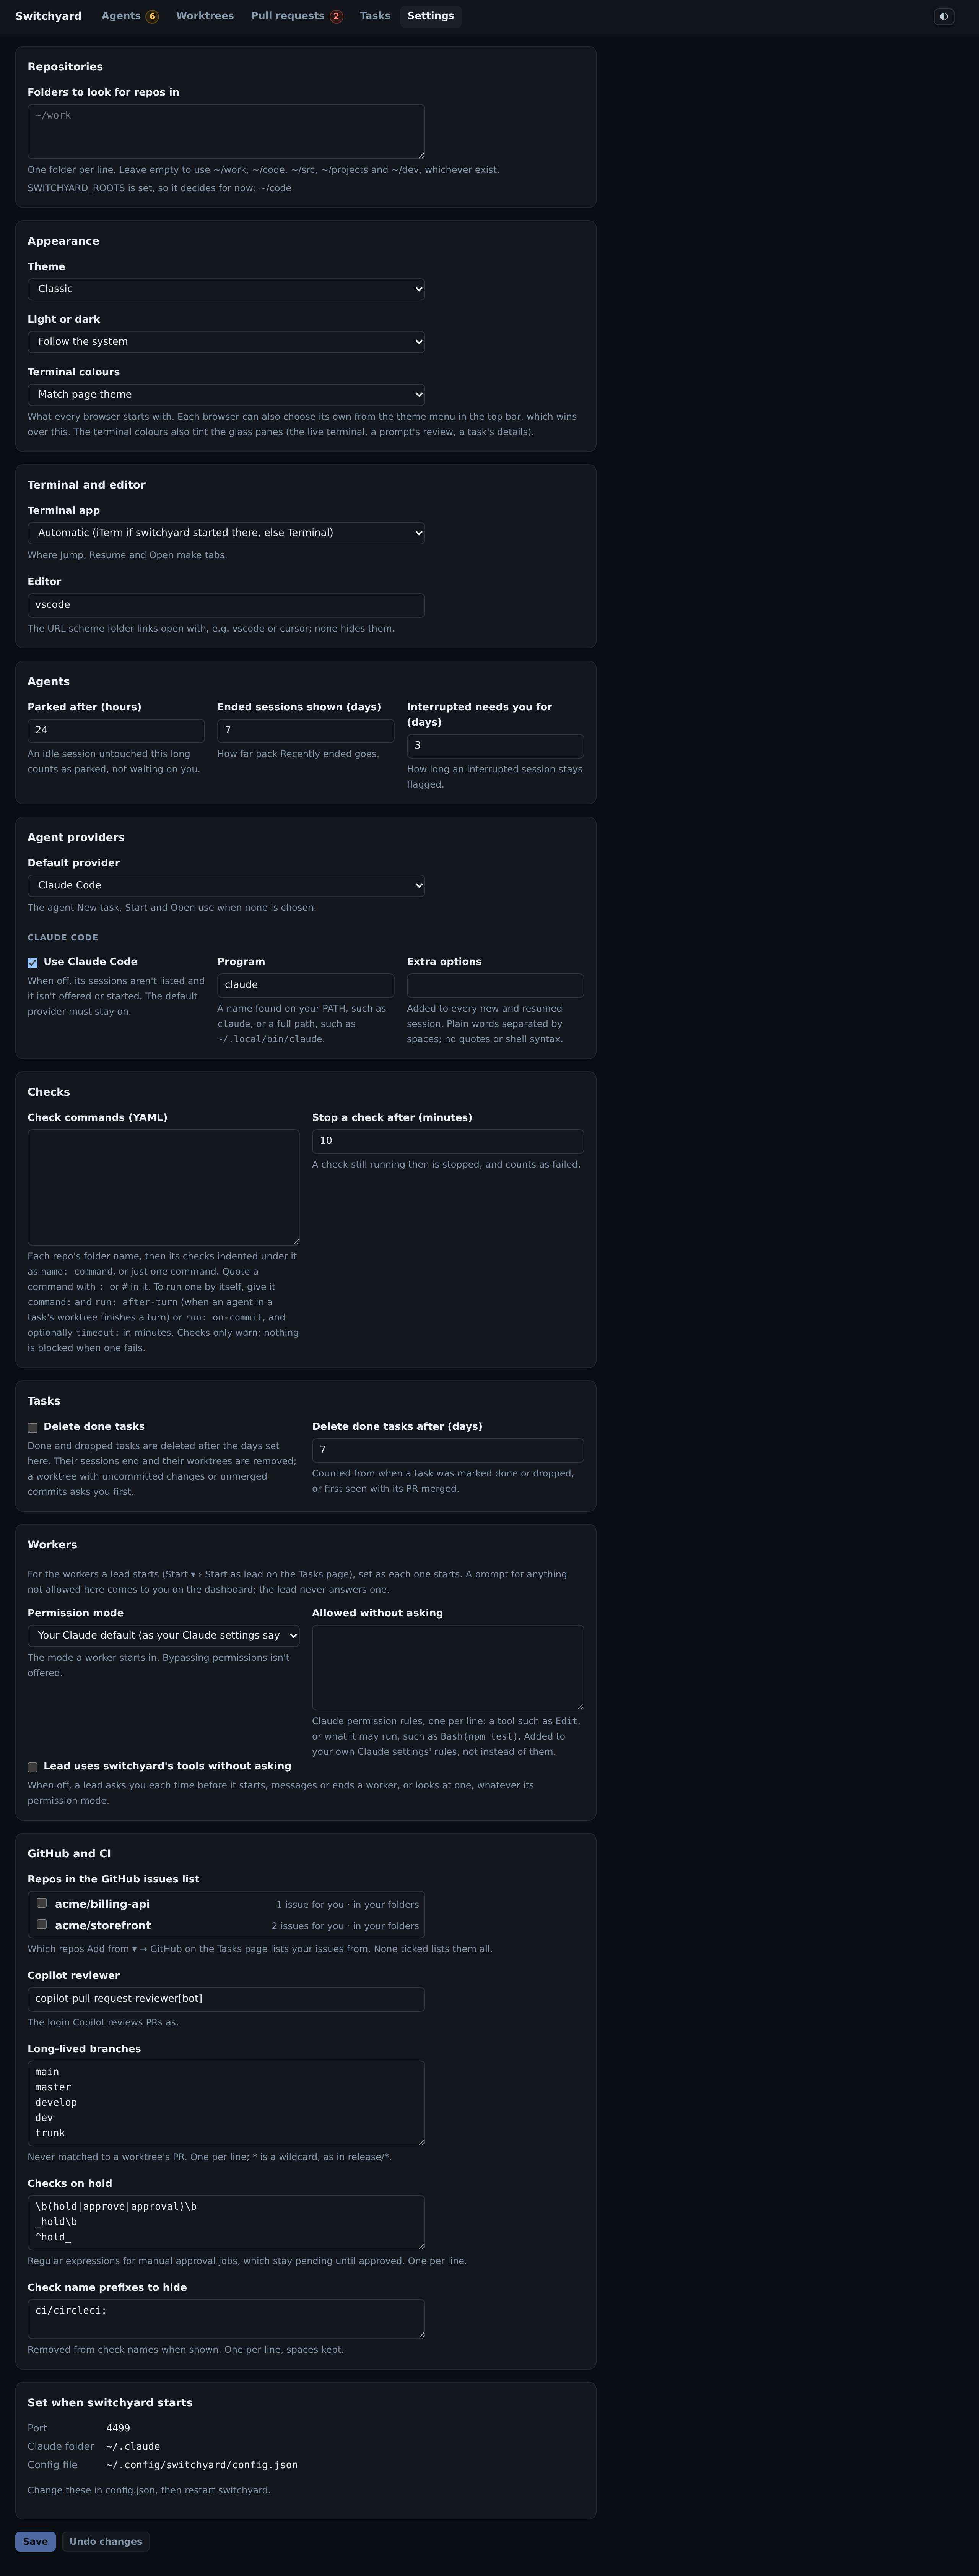 Switchyard Agents 6 Worktrees Pull requests 2 Tasks Settings
Repositories
Folders to look for repos in
~/work
One folder per line. Leave empty to use ~/work, ~/code, ~/src, ~/projects and ~/dev, whichever exist.
SWITCHYARD_ROOTS is set, so it decides for now: ~/code
Appearance
Theme
Classic
Light or dark
Follow the system
Terminal colours
Match page theme
What every browser starts with. Each browser can also choose its own from the theme menu in the top bar, which wins
over this. The terminal colours also tint the glass panes (the live terminal, a prompt's review, a task's details).
Terminal and editor
Terminal app
Automatic (iTerm if switchyard started there, else Terminal)
Where Jump, Resume and Open make tabs.
Editor
vscode
The URL scheme folder links open with, e.g. vscode or cursor; none hides them.
Agents
Parked after (hours)
24
An idle session untouched this long
counts as parked, not waiting on you.
Ended sessions shown (days)
7
How far back Recently ended goes.
Interrupted needs you for
(days)
3
How long an interrupted session stays
flagged.
Agent providers
Default provider
Claude Code
The agent New task, Start and Open use when none is chosen.
CLAUDE CODE
Use Claude Code
When off, its sessions aren't listed and
it isn't offered or started. The default
provider must stay on.
Program
claude
A name found on your PATH, such as
claude, or a full path, such as
~/.local/bin/claude.
Extra options
Added to every new and resumed
session. Plain words separated by
spaces; no quotes or shell syntax.
Checks
Check commands (YAML)
Each repo's folder name, then its checks indented under it
as name: command, or just one command. Quote a
command with : or # in it. To run one by itself, give it
command: and run: after-turn (when an agent in a
task's worktree finishes a turn) or run: on-commit, and
optionally timeout: in minutes. Checks only warn; nothing
is blocked when one fails.
Stop a check after (minutes)
10
A check still running then is stopped, and counts as failed.
Tasks
Delete done tasks
Done and dropped tasks are deleted after the days set
here. Their sessions end and their worktrees are removed;
a worktree with uncommitted changes or unmerged
commits asks you first.
Delete done tasks after (days)
7
Counted from when a task was marked done or dropped,
or first seen with its PR merged.
Workers
For the workers a lead starts (Start ▾ › Start as lead on the Tasks page), set as each one starts. A prompt for anything
not allowed here comes to you on the dashboard; the lead never answers one.
Permission mode
Your Claude default (as your Claude settings say
The mode a worker starts in. Bypassing permissions isn't
offered.
Allowed without asking
Claude permission rules, one per line: a tool such as Edit,
or what it may run, such as Bash(npm test). Added to
your own Claude settings' rules, not instead of them.
Lead uses switchyard's tools without asking
When off, a lead asks you each time before it starts, messages or ends a worker, or looks at one, whatever its
permission mode.
GitHub and CI
Repos in the GitHub issues list
acme/billing-api 1 issue for you · in your folders
acme/storefront 2 issues for you · in your folders
Which repos Add from ▾ → GitHub on the Tasks page lists your issues from. None ticked lists them all.
Copilot reviewer
copilot-pull-request-reviewer[bot]
The login Copilot reviews PRs as.
Long-lived branches
main
master
develop
dev
trunk
Never matched to a worktree's PR. One per line; * is a wildcard, as in release/*.
Checks on hold
\b(hold|approve|approval)\b
_hold\b
^hold_
Regular expressions for manual approval jobs, which stay pending until approved. One per line.
Check name prefixes to hide
ci/circleci:
Removed from check names when shown. One per line, spaces kept.
Set when switchyard starts
Port 4499
Claude folder ~/.claude
Config file ~/.config/switchyard/config.json
Change these in config.json, then restart switchyard.
Save Undo changes